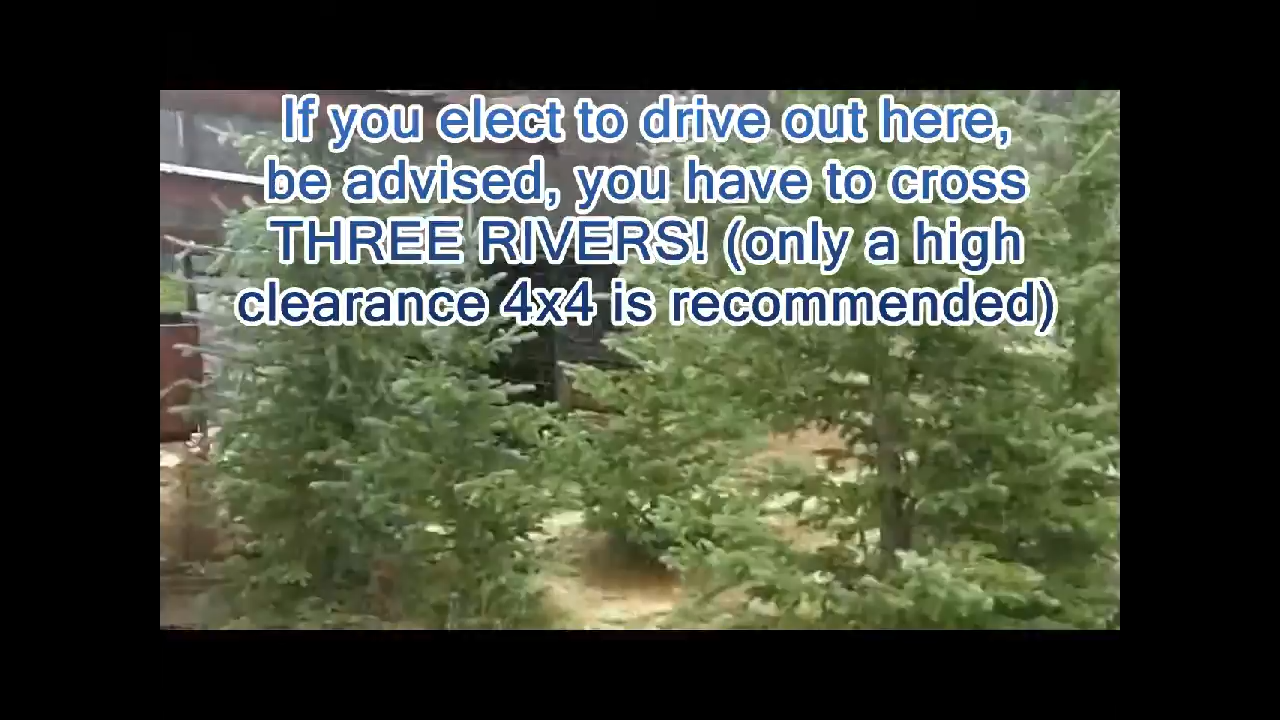 If you elect to drive out here,
be advised, you have to cross
THREE RIVERS! (only a high
clearance 4x4 is recommended)